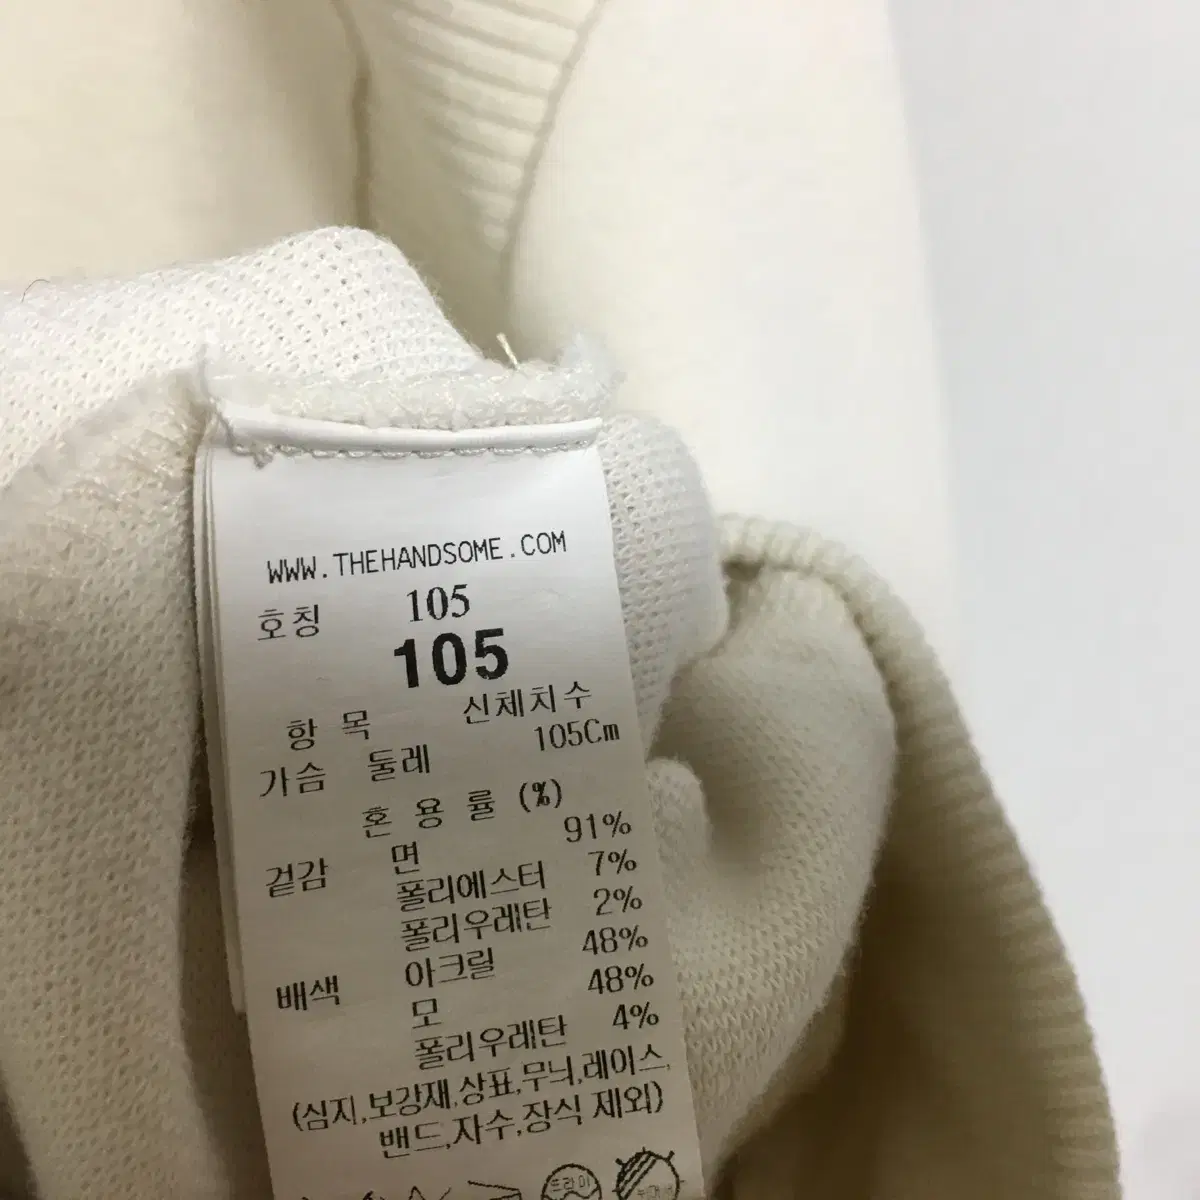 WWW.THEHANDSOME.COM
호칭 105
105
항 목 신체치수
가슴 둘레 105Cm
혼 용 률 (%)
겉감 면 91%
폴리에스터 7%
폴리우레탄 2%
배색 아크릴 48%
모 48%
폴리우레탄 4%
(심지,보강재,상표,무늬,레이스,
밴드,자수,장식 제외)